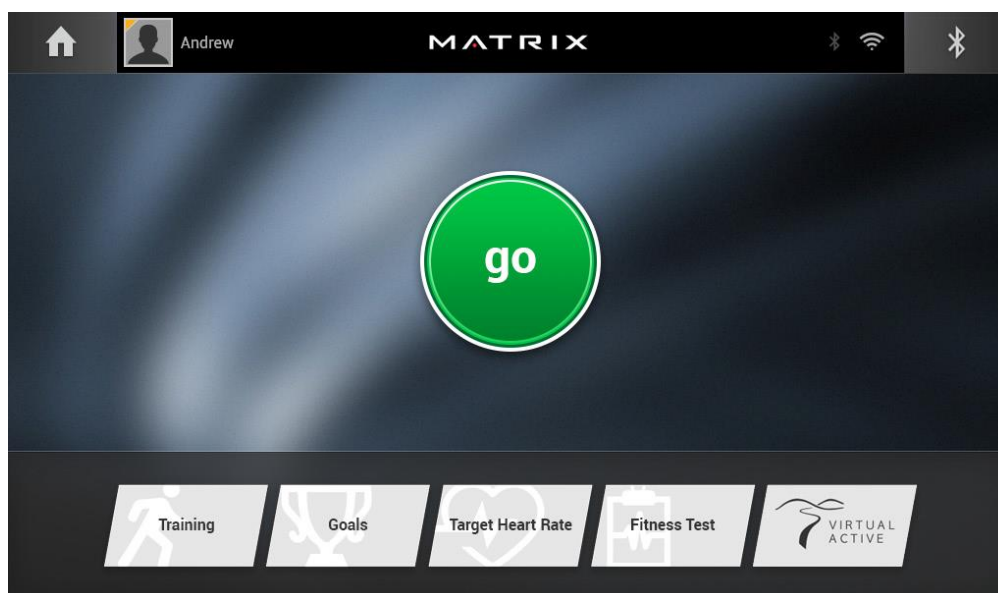 Andrew
MATRIX
go
Training
Goals
Target Heart Rate
Fitness Test
VIRTUAL
ACTIVE